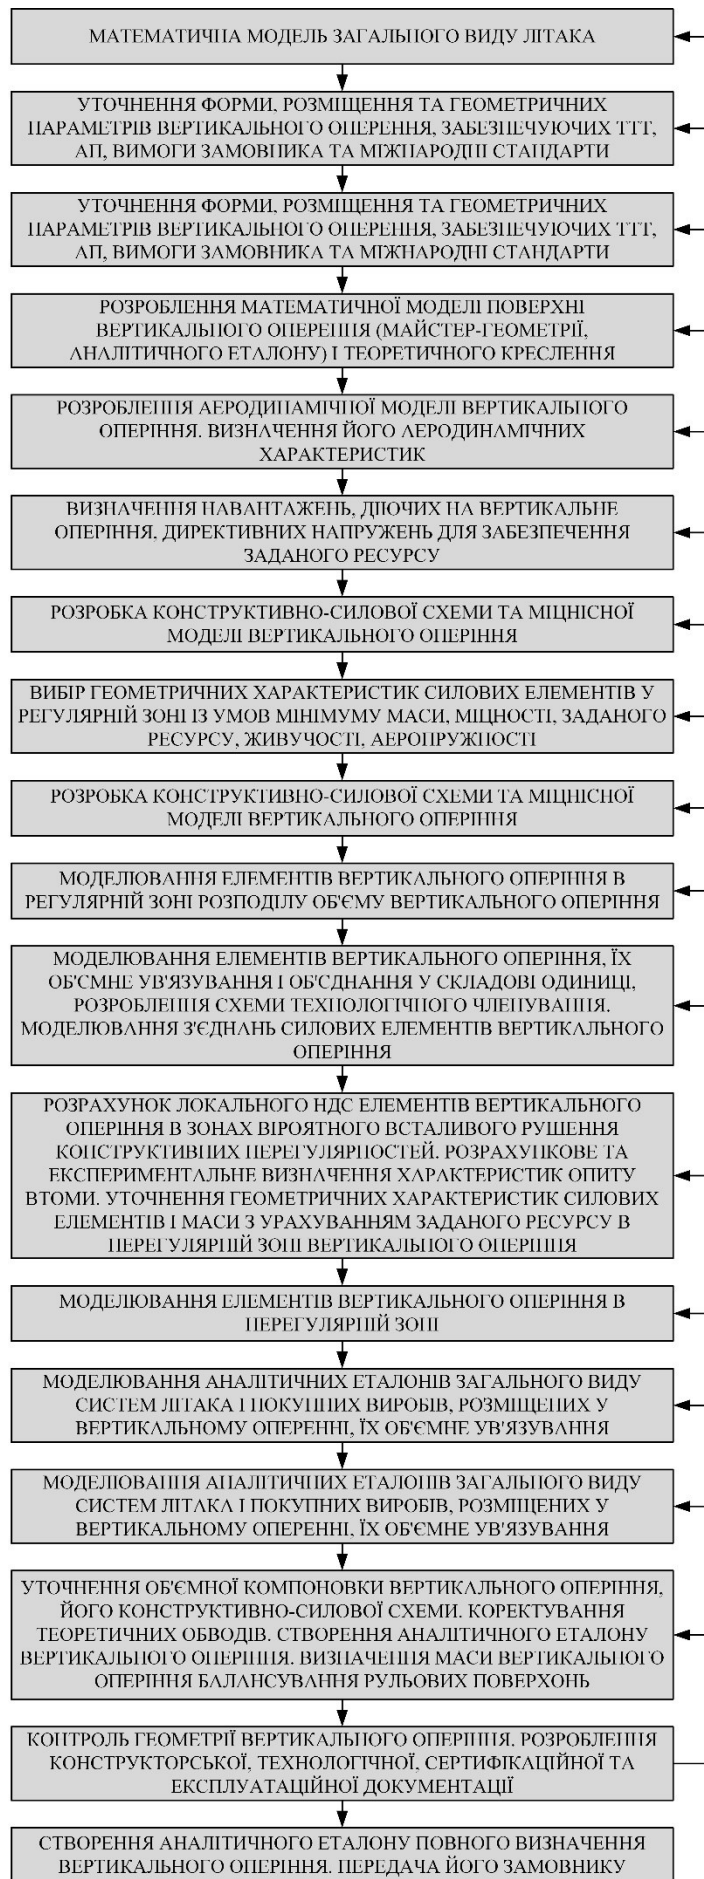 МАТЕМАТИЧНА МОДЕЛЬ ЗАГАЛЬНОГО ВИДУ ЛІТАКА
УТОЧНЕННЯ ФОРМИ, РОЗМІЩЕННЯ ТА ГЕОМЕТРИЧНИХ
ПАРАМЕТРІВ ВЕРТИКАЛЬНОГО ОПЕРЕННЯ, ЗАБЕЗПЕЧУЮЧИХ ТТТ,
АП, ВИМОГИ ЗАМОВНИКА ТА МІЖНАРОДНІ СТАНДАРТИ
УТОЧНЕННЯ ФОРМИ, РОЗМІЩЕННЯ ТА ГЕОМЕТРИЧНИХ
ПАРАМЕТРІВ ВЕРТИКАЛЬНОГО ОПЕРЕННЯ, ЗАБЕЗПЕЧУЮЧИХ ТТТ,
АП, ВИМОГИ ЗАМОВНИКА ТА МІЖНАРОДНІ СТАНДАРТИ
РОЗРОБЛЕННЯ МАТЕМАТИЧНОЇ МОДЕЛІ ПОВЕРХНІ
ВЕРТИКАЛЬНОГО ОПЕРЕННЯ (МАЙСТЕР-ГЕОМЕТРІЇ,
АНАЛІТИЧНОГО ЕТАЛОНУ) І ТЕОРЕТИЧНОГО КРЕСЛЕННЯ
РОЗРОБЛЕННЯ АЕРОДИНАМІЧНОЇ МОДЕЛІ ВЕРТИКАЛЬНОГО
ОПЕРІННЯ. ВИЗНАЧЕННЯ ЙОГО АЕРОДИНАМІЧНИХ
ХАРАКТЕРИСТИК
ВИЗНАЧЕННЯ НАВАНТАЖЕНЬ, ДІЮЧИХ НА ВЕРТИКАЛЬНЕ
ОПЕРІННЯ, ДИРЕКТИВНИХ НАПРУЖЕНЬ ДЛЯ ЗАБЕЗПЕЧЕННЯ
ЗАДАНОГО РЕСУРСУ
РОЗРОБКА КОНСТРУКТИВНО-СИЛОВОЇ СХЕМИ ТА МІЦНІСНОЇ
МОДЕЛІ ВЕРТИКАЛЬНОГО ОПЕРІННЯ
ВИБІР ГЕОМЕТРИЧНИХ ХАРАКТЕРИСТИК СИЛОВИХ ЕЛЕМЕНТІВ У
РЕГУЛЯРНІЙ ЗОНІ ІЗ УМОВ МІНІМУМУ МАСИ, МІЦНОСТІ, ЗАДАНОГО
РЕСУРСУ, ЖИВУЧОСТІ, АЕРОПРУЖНОСТІ
РОЗРОБКА КОНСТРУКТИВНО-СИЛОВОЇ СХЕМИ ТА МІЦНІСНОЇ
МОДЕЛІ ВЕРТИКАЛЬНОГО ОПЕРІННЯ
МОДЕЛЮВАННЯ ЕЛЕМЕНТІВ ВЕРТИКАЛЬНОГО ОПЕРІННЯ В
РЕГУЛЯРНІЙ ЗОНІ РОЗПОДІЛУ ОБ'ЄМУ ВЕРТИКАЛЬНОГО ОПЕРІННЯ
МОДЕЛЮВАННЯ ЕЛЕМЕНТІВ ВЕРТИКАЛЬНОГО ОПЕРІННЯ, ЇХ
ОБ'ЄМНЕ УВ'ЯЗУВАННЯ І ОБ'ЄДНАННЯ У СКЛАДОВІ ОДИНИЦІ,
РОЗРОБЛЕННЯ СХЕМИ ТЕХНОЛОГІЧНОГО ЧЛЕНУВАННЯ.
МОДЕЛЮВАННЯ З'ЄДНАНЬ СИЛОВИХ ЕЛЕМЕНТІВ ВЕРТИКАЛЬНОГО
ОПЕРІННЯ
РОЗРАХУНОК ЛОКАЛЬНОГО НДС ЕЛЕМЕНТІВ ВЕРТИКАЛЬНОГО
ОПЕРІННЯ В ЗОНАХ ВІРОЯТНОГО ВСТАЛИВОГО РУШЕННЯ
КОНСТРУКТИВНИХ НЕРЕГУЛЯРНОСТЕЙ. РОЗРАХУНКОВЕ ТА
ЕКСПЕРИМЕНТАЛЬНЕ ВИЗНАЧЕННЯ ХАРАКТЕРИСТИК ОПИТУ
ВТОМИ. УТОЧНЕННЯ ГЕОМЕТРИЧНИХ ХАРАКТЕРИСТИК СИЛОВИХ
ЕЛЕМЕНТІВ І МАСИ З УРАХУВАННЯМ ЗАДАНОГО РЕСУРСУ В
НЕРЕГУЛЯРНІЙ ЗОНІ ВЕРТИКАЛЬНОГО ОПЕРІННЯ
МОДЕЛЮВАННЯ ЕЛЕМЕНТІВ ВЕРТИКАЛЬНОГО ОПЕРІННЯ В
НЕРЕГУЛЯРНІЙ ЗОНІ
МОДЕЛЮВАННЯ АНАЛІТИЧНИХ ЕТАЛОНІВ ЗАГАЛЬНОГО ВИДУ
СИСТЕМ ЛІТАКА І ПОКУПНИХ ВИРОБІВ, РОЗМІЩЕНИХ У
ВЕРТИКАЛЬНОМУ ОПЕРЕННІ, ЇХ ОБ'ЄМНЕ УВ'ЯЗУВАННЯ
МОДЕЛЮВАННЯ АНАЛІТИЧНИХ ЕТАЛОНІВ ЗАГАЛЬНОГО ВИДУ
СИСТЕМ ЛІТАКА І ПОКУПНИХ ВИРОБІВ, РОЗМІЩЕНИХ У
ВЕРТИКАЛЬНОМУ ОПЕРЕННІ, ЇХ ОБ'ЄМНЕ УВ'ЯЗУВАННЯ
УТОЧНЕННЯ ОБ'ЄМНОЇ КОМПОНОВКИ ВЕРТИКАЛЬНОГО ОПЕРІННЯ,
ЙОГО КОНСТРУКТИВНО-СИЛОВОЇ СХЕМИ. КОРЕКТУВАННЯ
ТЕОРЕТИЧНИХ ОБВОДІВ. СТВОРЕННЯ АНАЛІТИЧНОГО ЕТАЛОНУ
ВЕРТИКАЛЬНОГО ОПЕРІННЯ. ВИЗНАЧЕННЯ МАСИ ВЕРТИКАЛЬНОГО
ОПЕРІННЯ БАЛАНСУВАННЯ РУЛЬОВИХ ПОВЕРХОНЬ
КОНТРОЛЬ ГЕОМЕТРІЇ ВЕРТИКАЛЬНОГО ОПЕРІННЯ. РОЗРОБЛЕННЯ
КОНСТРУКТОРСЬКОЇ, ТЕХНОЛОГІЧНОЇ, СЕРТИФІКАЦІЙНОЇ ТА
ЕКСПЛУАТАЦІЙНОЇ ДОКУМЕНТАЦІЇ
СТВОРЕННЯ АНАЛІТИЧНОГО ЕТАЛОНУ ПОВНОГО ВИЗНАЧЕННЯ
ВЕРТИКАЛЬНОГО ОПЕРІННЯ. ПЕРЕДАЧА ЙОГО ЗАМОВНИКУ